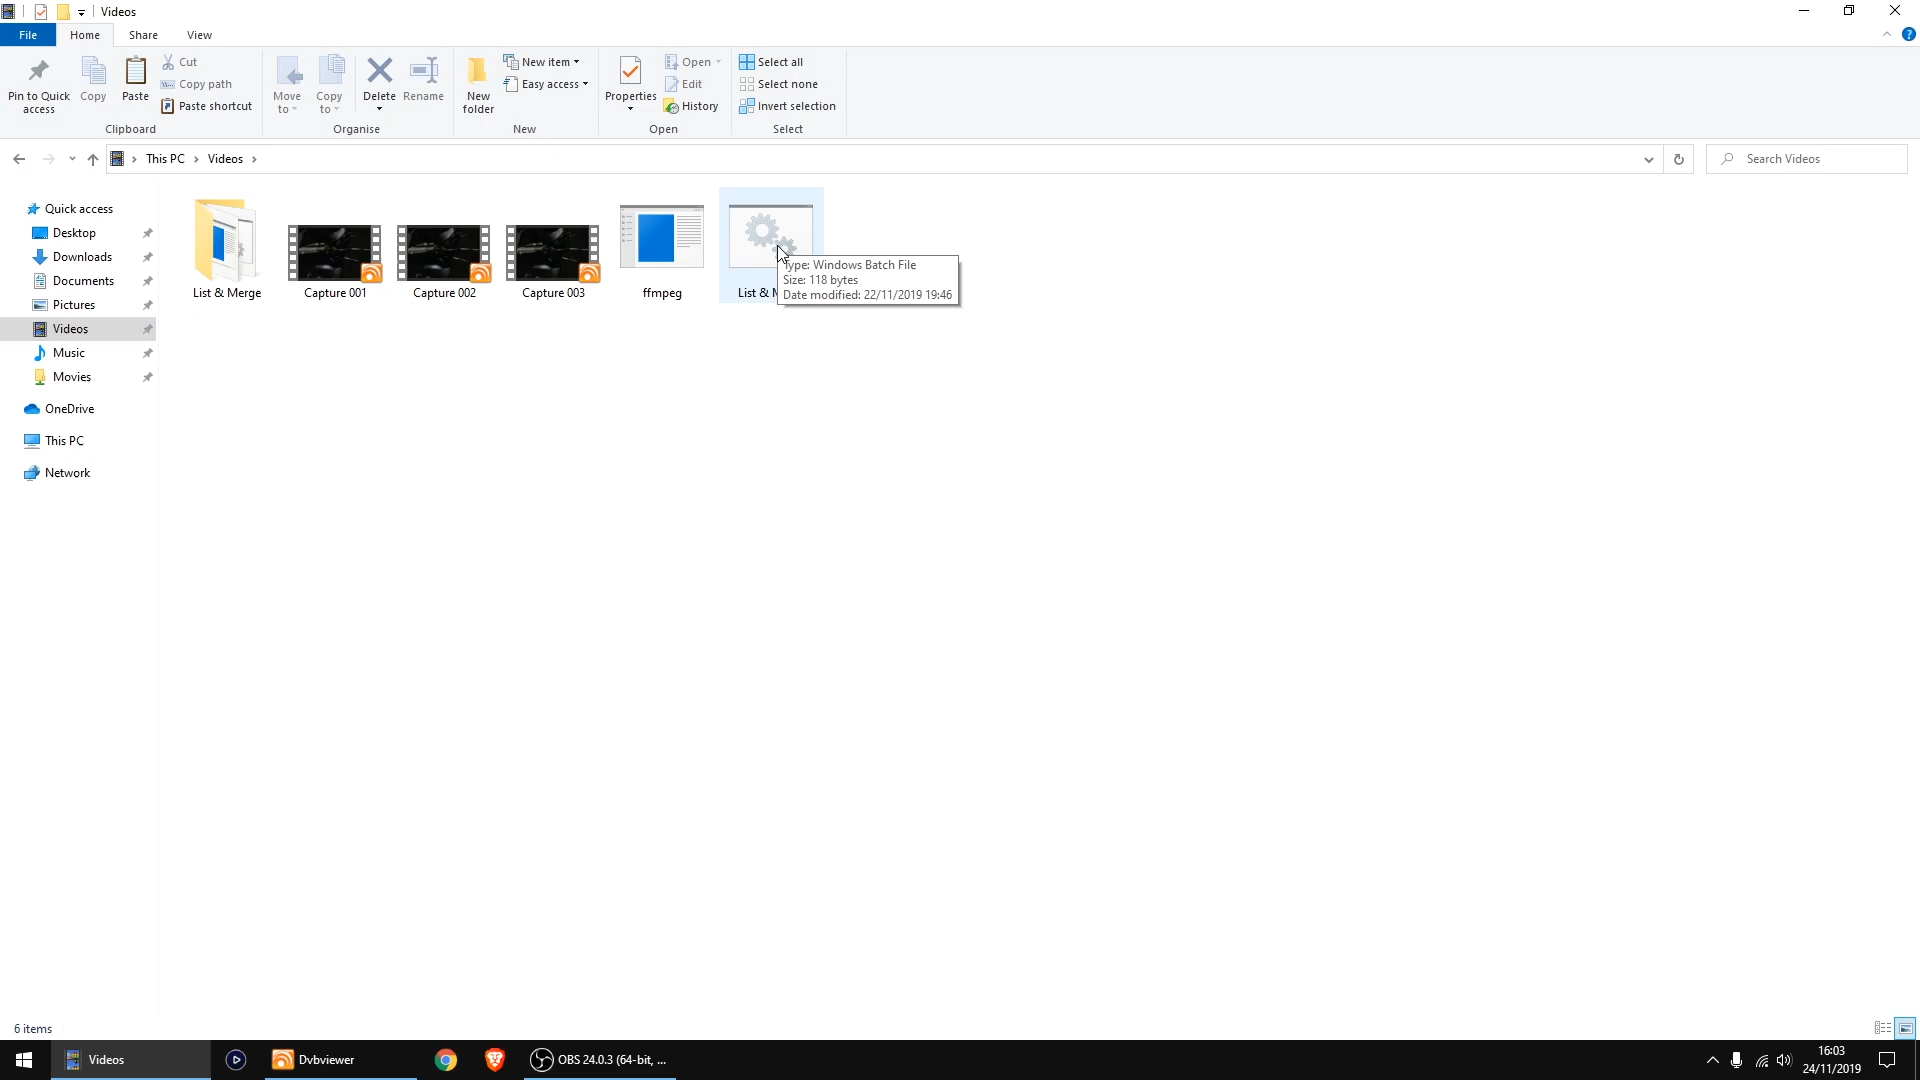 Videos
File Home Share View
Pin to Quick access
Copy
Paste
Cut
Copy path
Paste shortcut
Clipboard
Move to
Copy to
Delete
Rename
Organise
New folder
New item
Easy access
New
Properties
Open
Edit
History
Open
Select all
Select none
Invert selection
Select
This PC Videos
Search Videos
Quick access
Desktop
Downloads
Documents
Pictures
Videos
Music
Movies
OneDrive
This PC
Network
List & Merge
Capture 001
Capture 002
Capture 003
ffmpeg
List & M
Type: Windows Batch File
Size: 118 bytes
Date modified: 22/11/2019 19:46
6 items
Videos
Dvbviewer
OBS 24.0.3 (64-bit, ...
16:03
24/11/2019